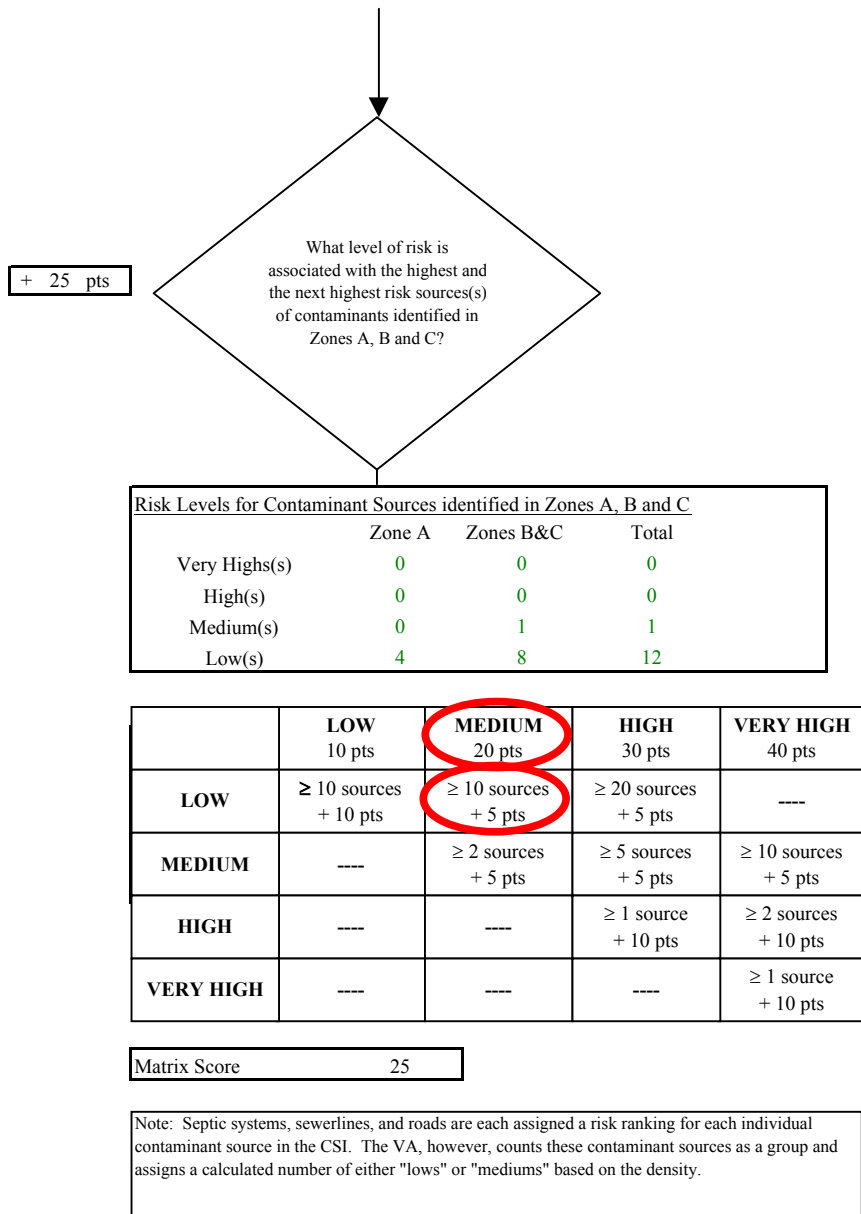 What level of risk is
associated with the highest and
the next highest risk sources(s)
of contaminants identified in
Zones A, B and C?
+ 25 pts
Risk Levels for Contaminant Sources identified in Zones A, B and C
Zone A Zones B&C Total
Very Highs(s) 0 0 0
High(s) 0 0 0
Medium(s) 0 1 1
Low(s) 4 8 12
LOW MEDIUM HIGH VERY HIGH
10 pts 20 pts 30 pts 40 pts
LOW ≥ 10 sources ≥ 10 sources ≥ 20 sources ----
+ 10 pts + 5 pts + 5 pts
MEDIUM ---- ≥ 2 sources ≥ 5 sources ≥ 10 sources
+ 5 pts + 5 pts + 5 pts
HIGH ---- ---- ≥ 1 source ≥ 2 sources
+ 10 pts + 10 pts
VERY HIGH ---- ---- ---- ≥ 1 source
+ 10 pts
Matrix Score 25
Note: Septic systems, sewerlines, and roads are each assigned a risk ranking for each individual
contaminant source in the CSI. The VA, however, counts these contaminant sources as a group and
assigns a calculated number of either "lows" or "mediums" based on the density.